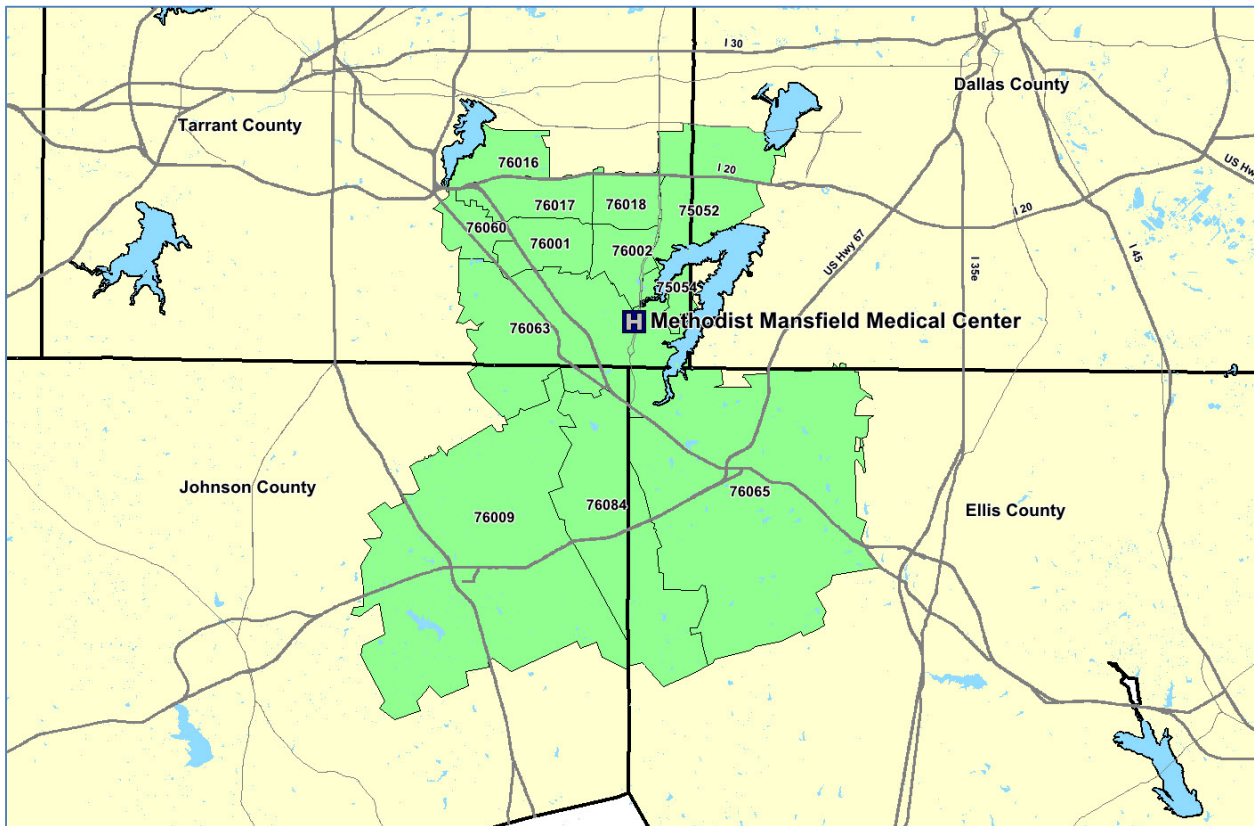 I 30
Dallas County
Tarrant County
US Hwy
76016
I 20
76017
76018
75052
I 20
76060
76001
76002
US Hwy 67
I 35e
I 45
75054
H Methodist Mansfield Medical Center
76063
Johnson County
76009
76084
76065
Ellis County